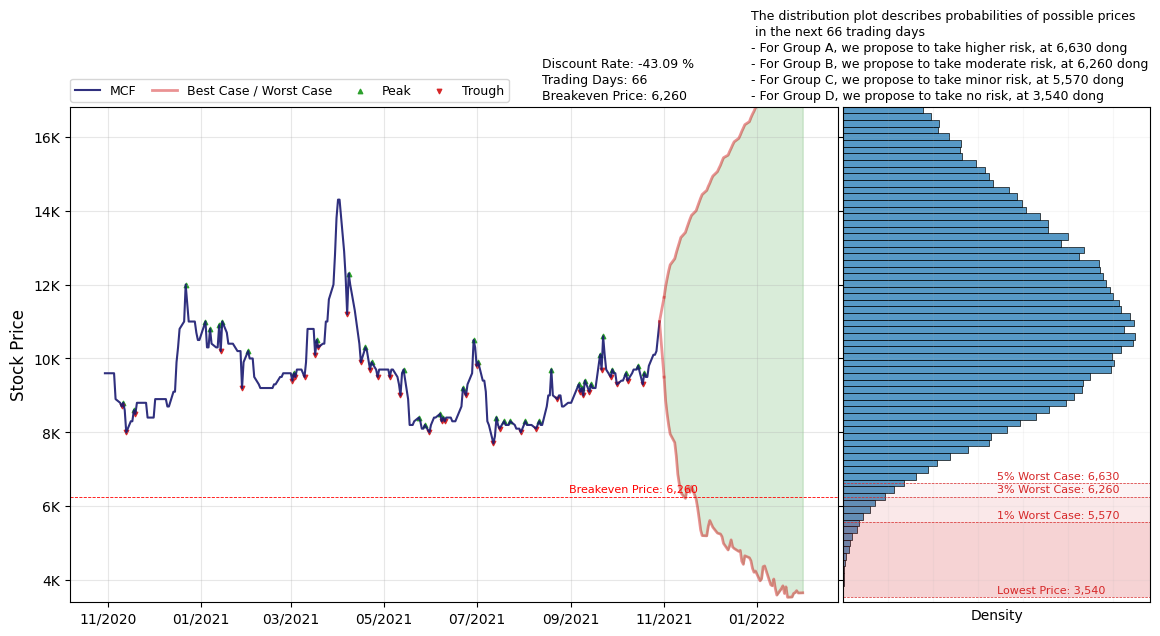 The distribution plot describes probabilities of possible prices
in the next 66 trading days
- For Group A, we propose to take higher risk, at 6,630 dong
- For Group B, we propose to take moderate risk, at 6,260 dong
- For Group C, we propose to take minor risk, at 5,570 dong
- For Group D, we propose to take no risk, at 3,540 dong
Discount Rate: -43.09 %
Trading Days: 66
Breakeven Price: 6,260
MCF Best Case / Worst Case Peak Trough
16K
14K
12K
10K
8K
6K
4K
Stock Price
Breakeven Price: 6,260
11/2020 01/2021 03/2021 05/2021 07/2021 09/2021 11/2021 01/2022
5% Worst Case: 6,630
3% Worst Case: 6,260
1% Worst Case: 5,570
Lowest Price: 3,540
Density